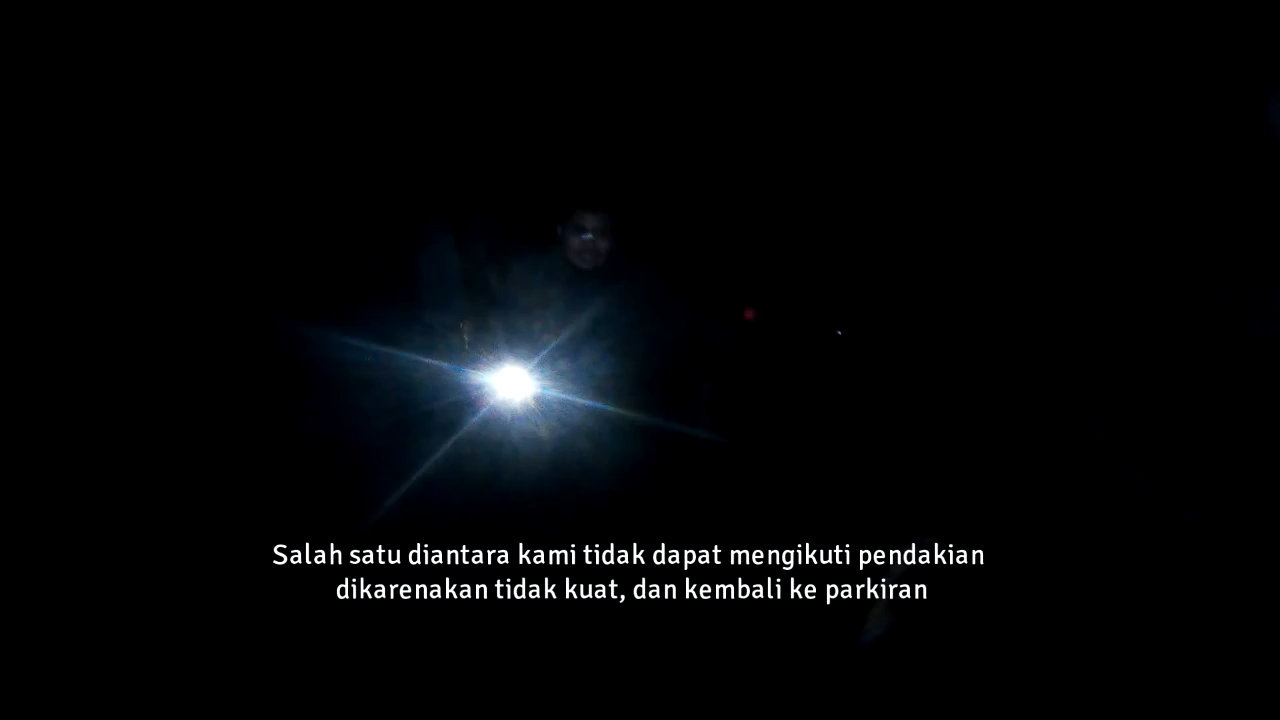 Salah satu diantara kami tidak dapat mengikuti pendakian
dikarenakan tidak kuat, dan kembali ke parkiran